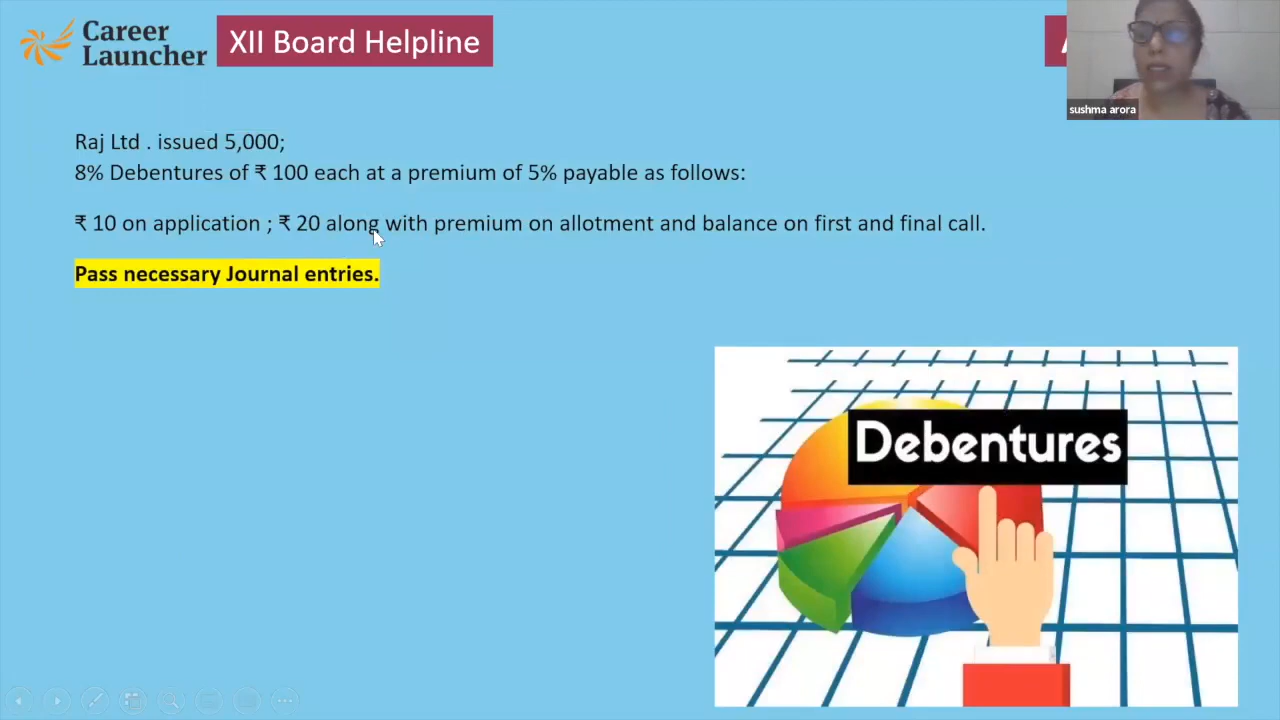 Career
Launcher
XII Board Helpline
sushma arora
Raj Ltd . issued 5,000;
8% Debentures of ₹ 100 each at a premium of 5% payable as follows:
₹ 10 on application ; ₹ 20 along with premium on allotment and balance on first and final call.
Pass necessary Journal entries.
Debentures